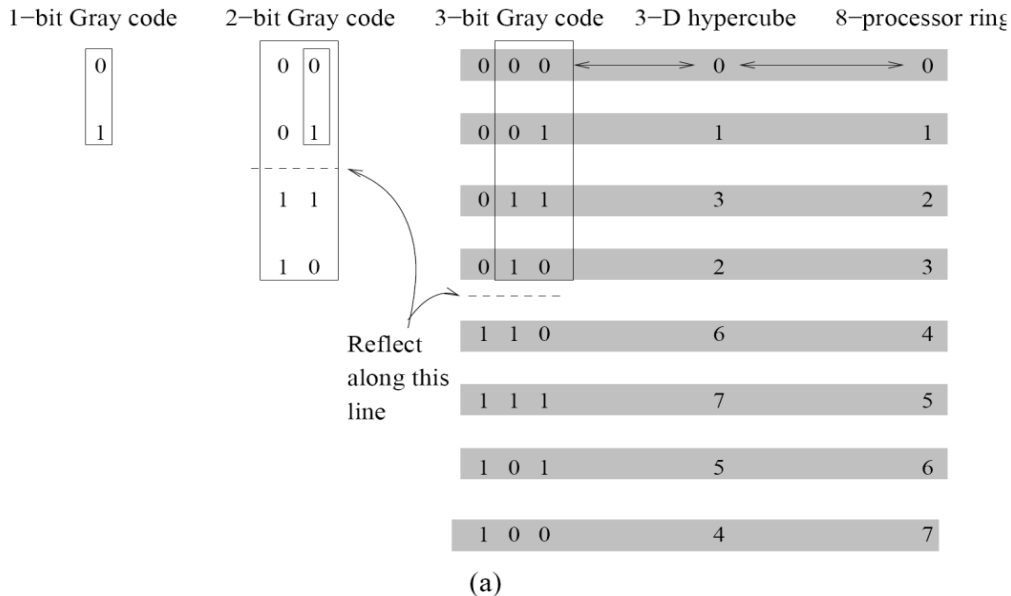 1−bit Gray code 2−bit Gray code 3−bit Gray code 3−D hypercube 8−processor ring
0 0 0 0 0 0 0 0
1 0 1 0 0 1 1 1
1 1 0 1 1 3 2
1 0 0 1 0 2 3
1 1 0 6 4
Reflect
along this
line
1 1 1 7 5
1 0 1 5 6
1 0 0 4 7
(a)